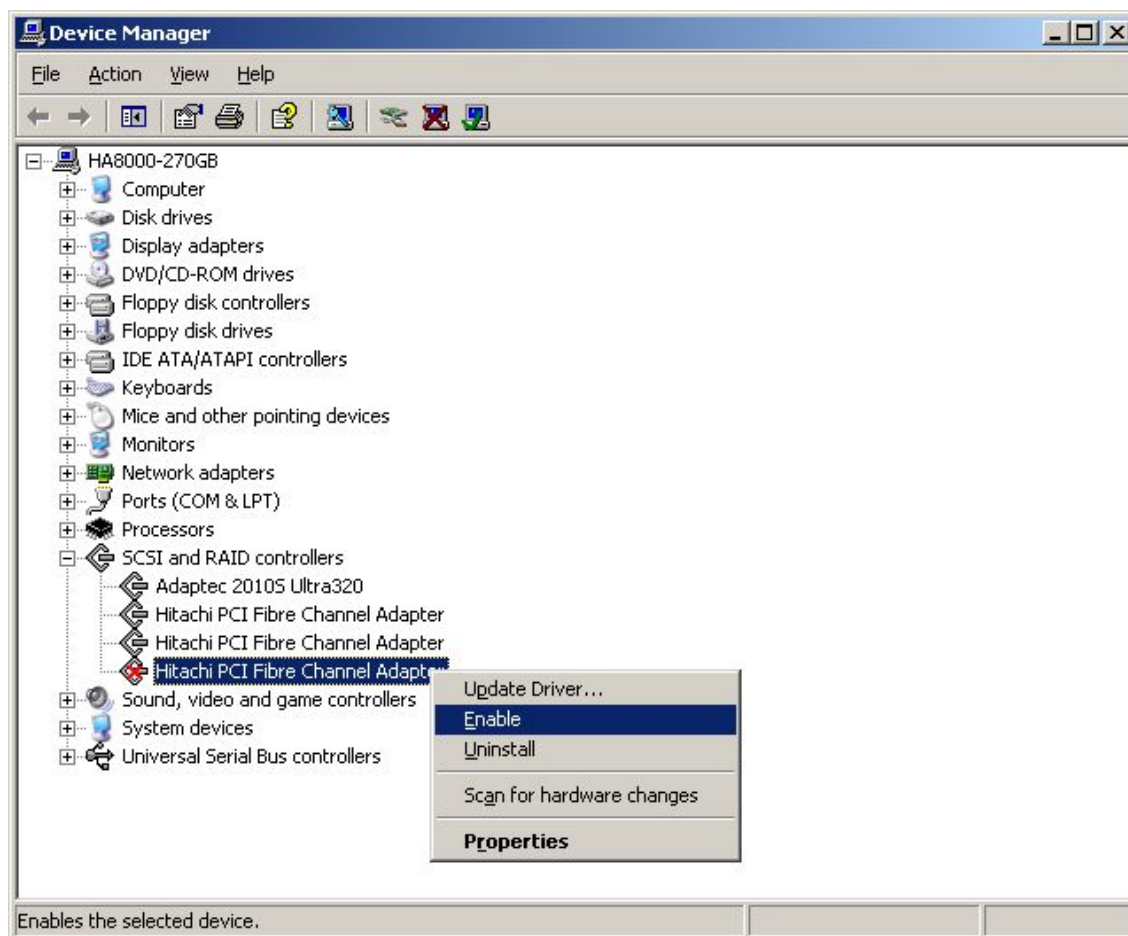 Device Manager
File Action View Help
HA8000-270GB
Computer
Disk drives
Display adapters
DVD/CD-ROM drives
Floppy disk controllers
Floppy disk drives
IDE ATA/ATAPI controllers
Keyboards
Mice and other pointing devices
Monitors
Network adapters
Ports (COM & LPT)
Processors
SCSI and RAID controllers
Adaptec 2010S Ultra320
Hitachi PCI Fibre Channel Adapter
Hitachi PCI Fibre Channel Adapter
Hitachi PCI Fibre Channel Adapter
Sound, video and game controllers
System devices
Universal Serial Bus controllers
Update Driver...
Enable
Uninstall
Scan for hardware changes
Properties
Enables the selected device.